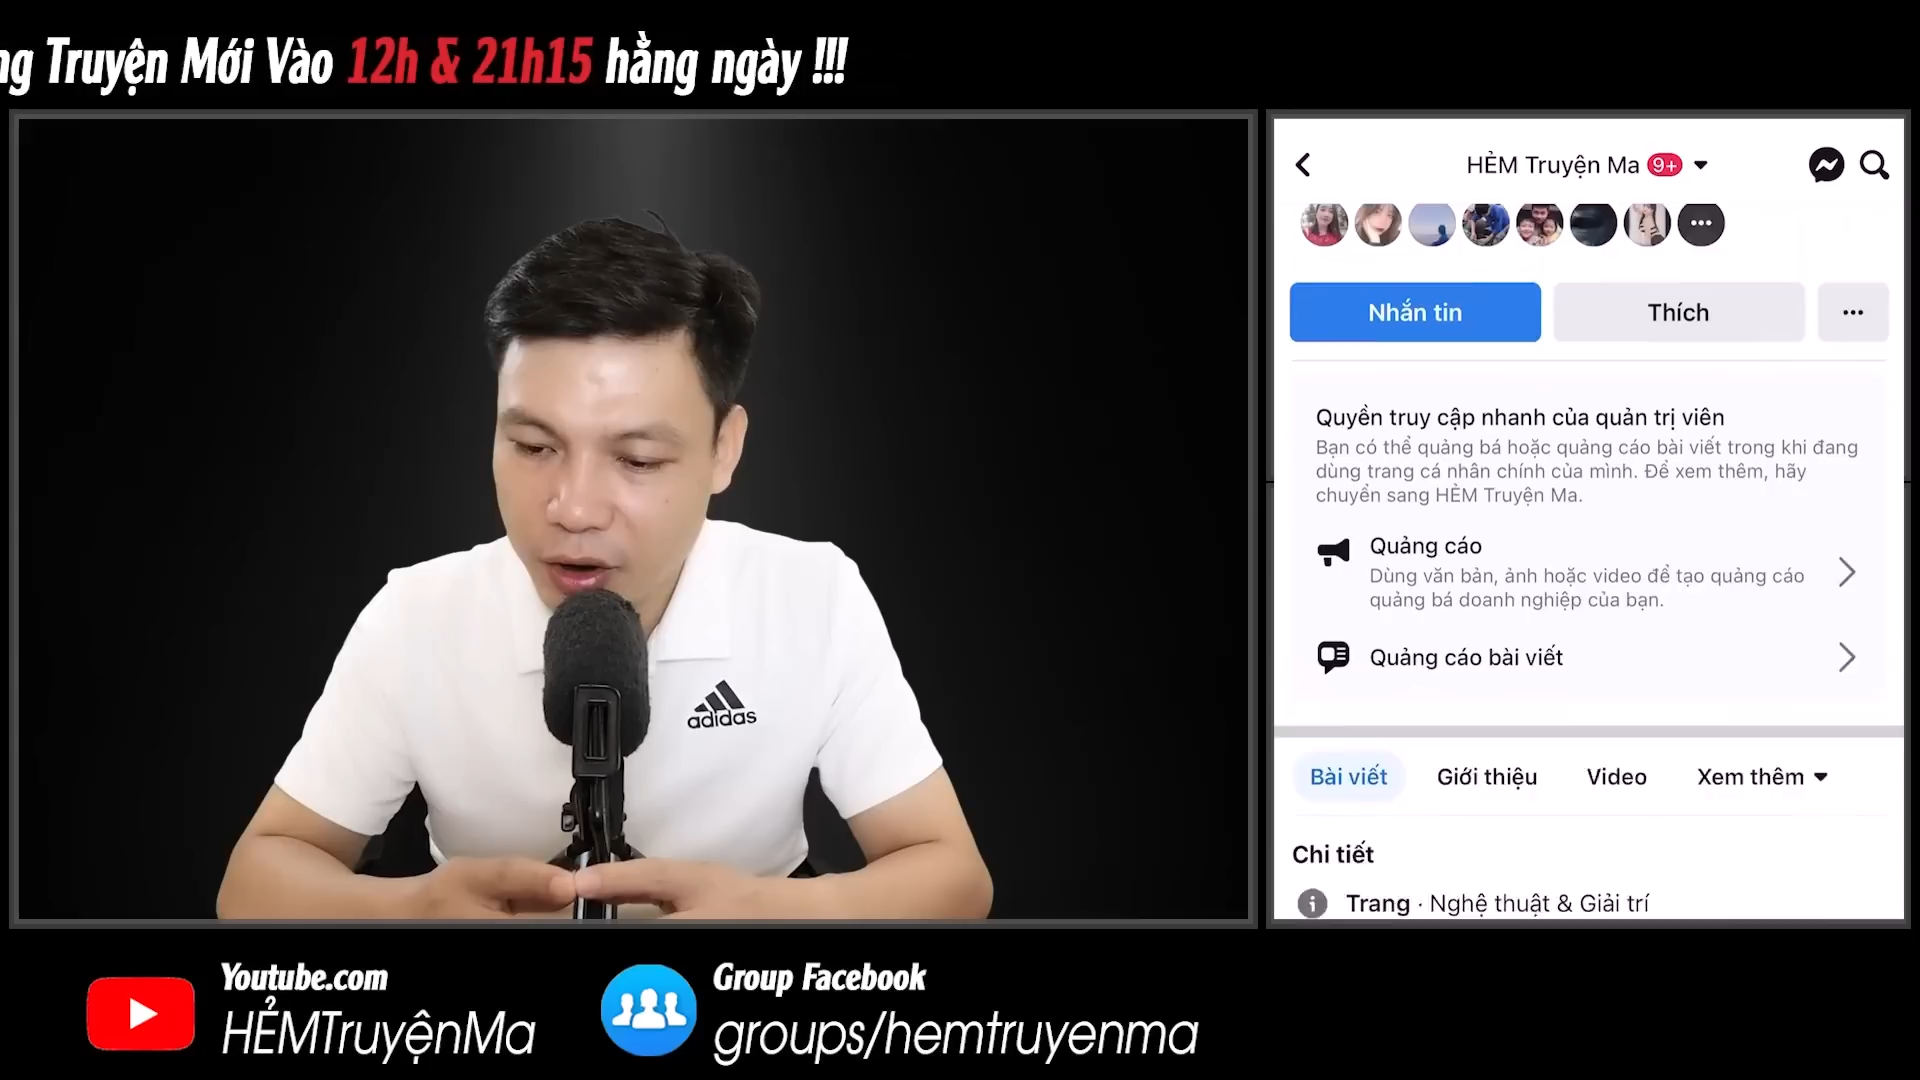 ng Truyện Mới Vào 12h & 21h15 hằng ngày !!!
HẺM Truyện Ma 9+
Nhắn tin
Thích
Quyền truy cập nhanh của quản trị viên
Bạn có thể quảng bá hoặc quảng cáo bài viết trong khi đang
dùng trang cá nhân chính của mình. Để xem thêm, hãy
chuyển sang HẺM Truyện Ma.
Quảng cáo
Dùng văn bản, ảnh hoặc video để tạo quảng cáo
quảng bá doanh nghiệp của bạn.
Quảng cáo bài viết
Bài viết
Giới thiệu
Video
Xem thêm
Chi tiết
Trang · Nghệ thuật & Giải trí
adidas
Youtube.com
HẺMTruyệnMa
Group Facebook
groups/hemtruyenma